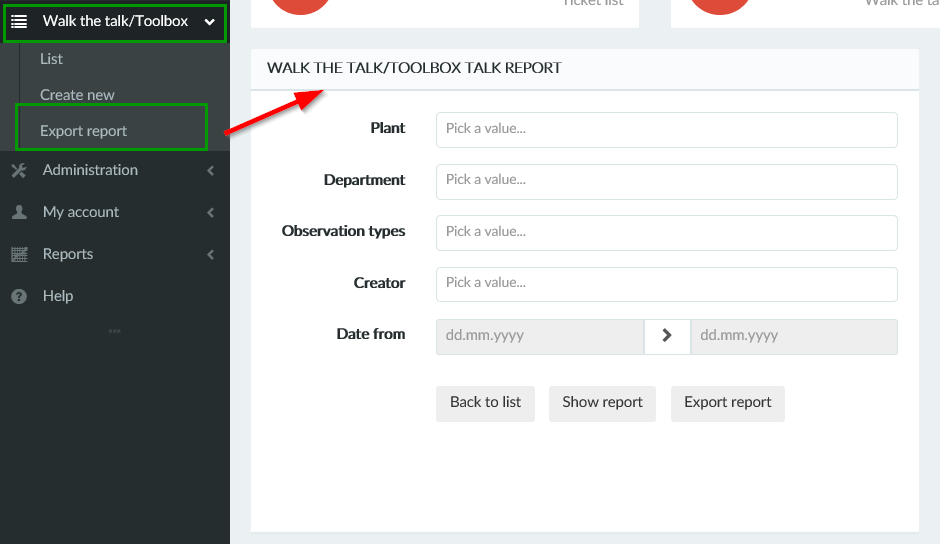 Walk the talk/Toolbox
List
Create new
Export report
Administration
My account
Reports
Help
Ticket list
Walk the ta
WALK THE TALK/TOOLBOX TALK REPORT
Plant
Pick a value...
Department
Pick a value...
Observation types
Pick a value...
Creator
Pick a value...
Date from
dd.mm.yyyy
dd.mm.yyyy
Back to list
Show report
Export report